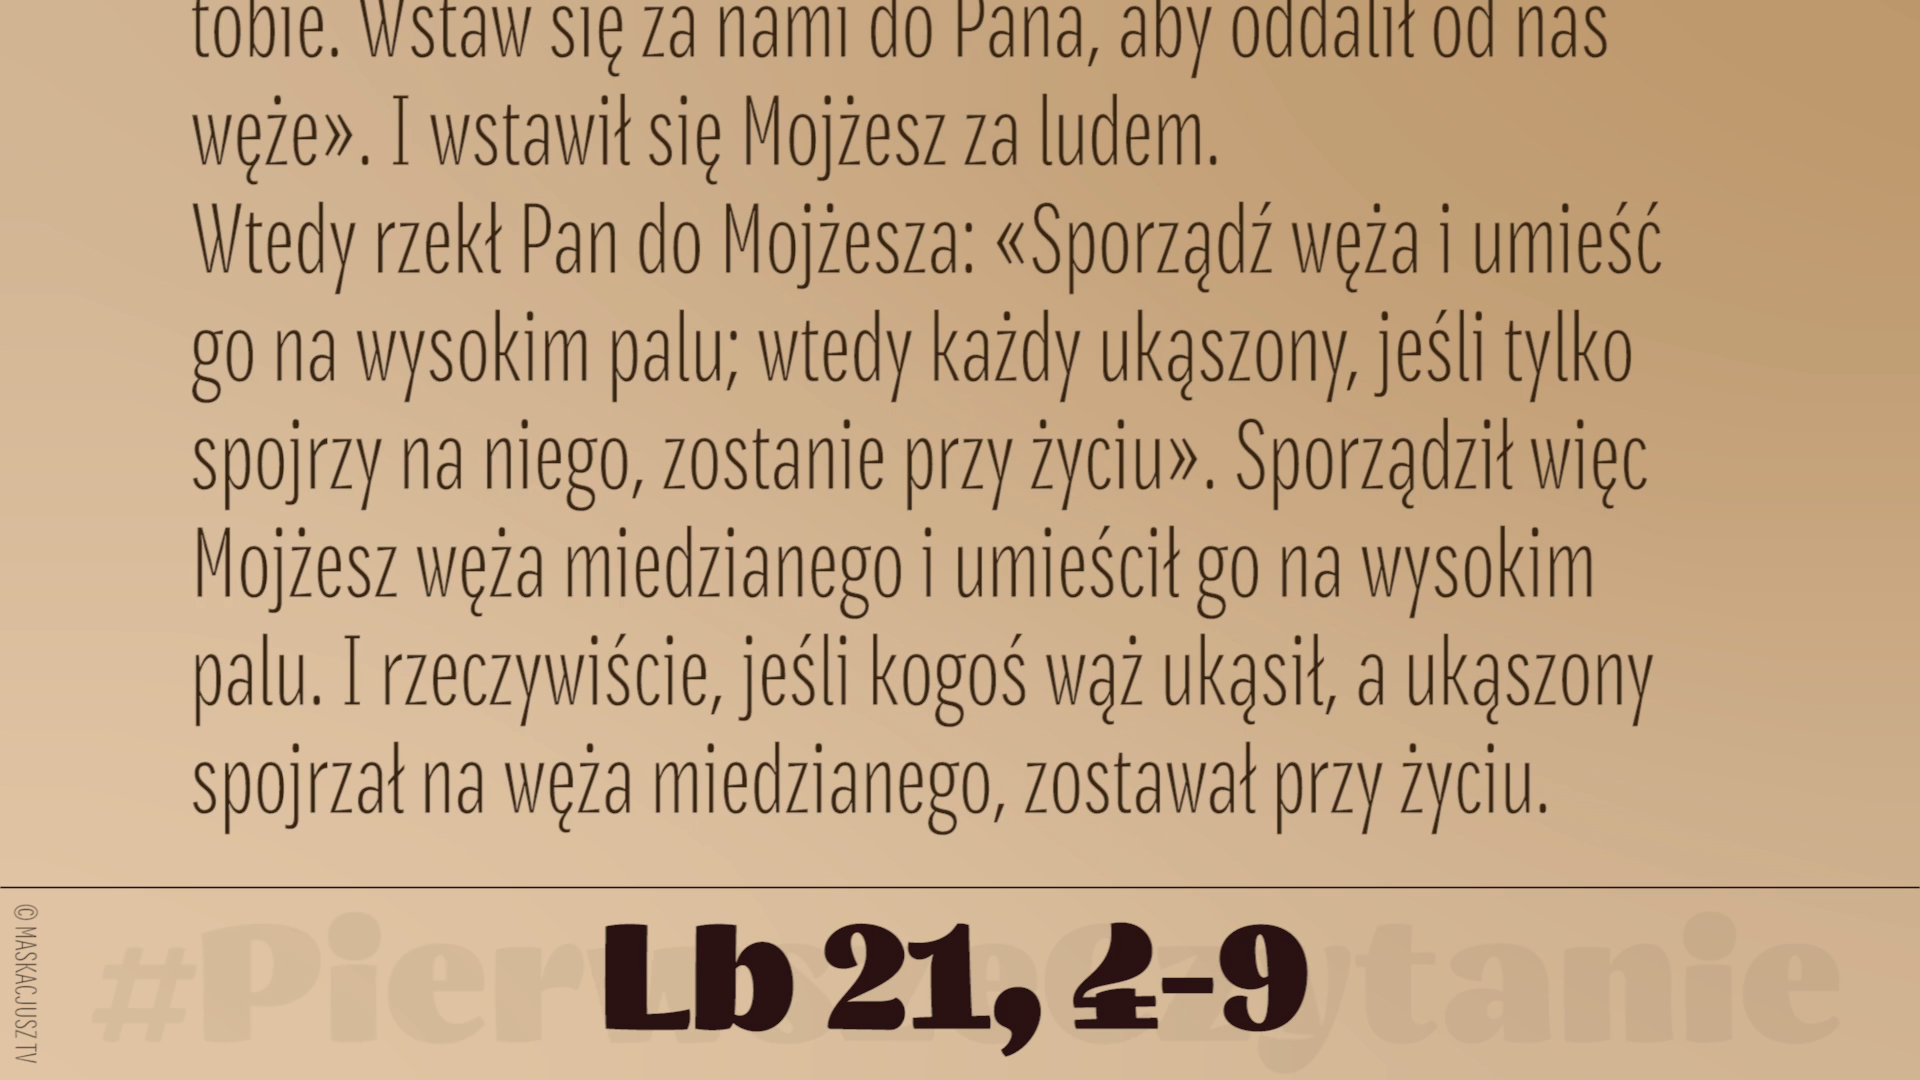 tobie. Wstaw się za nami do Pana, aby oddalił od nas
węże». I wstawił się Mojżesz za ludem.
Wtedy rzekł Pan do Mojżesza: «Sporządź węża i umieść
go na wysokim palu; wtedy każdy ukąszony, jeśli tylko
spojrzy na niego, zostanie przy życiu». Sporządził więc
Mojżesz węża miedzianego i umieścił go na wysokim
palu. I rzeczywiście, jeśli kogoś wąż ukąsił, a ukąszony
spojrzał na węża miedzianego, zostawał przy życiu.
#PierwszeCzytanie
Lb 21, 4-9
© MASKACJUSZ TV